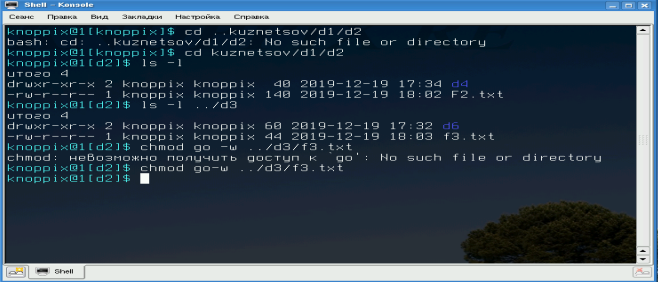 Shell - Konsole
Сеанс Правка Вид Закладки Настройка Справка
knoppix@1[knoppix]$ cd ..kuznetsov/d1/d2
bash: cd: ..kuznetsov/d1/d2: No such file or directory
knoppix@1[knoppix]$ cd kuznetsov/d1/d2
knoppix@1[d2]$ ls -l
итого 4
drwxr-xr-x 2 knoppix knoppix  40 2019-12-19 17:34 d4
-rw-r--r-- 1 knoppix knoppix 140 2019-12-19 18:02 F2.txt
knoppix@1[d2]$ ls -l ../d3
итого 4
drwxr-xr-x 2 knoppix knoppix 60 2019-12-19 17:32 d6
-rw-r--r-- 1 knoppix knoppix 44 2019-12-19 18:03 f3.txt
knoppix@1[d2]$ chmod go -w ../d3/f3.txt
chmod: невозможно получить доступ к `go': No such file or directory
knoppix@1[d2]$ chmod go-w ../d3/f3.txt
knoppix@1[d2]$
Shell